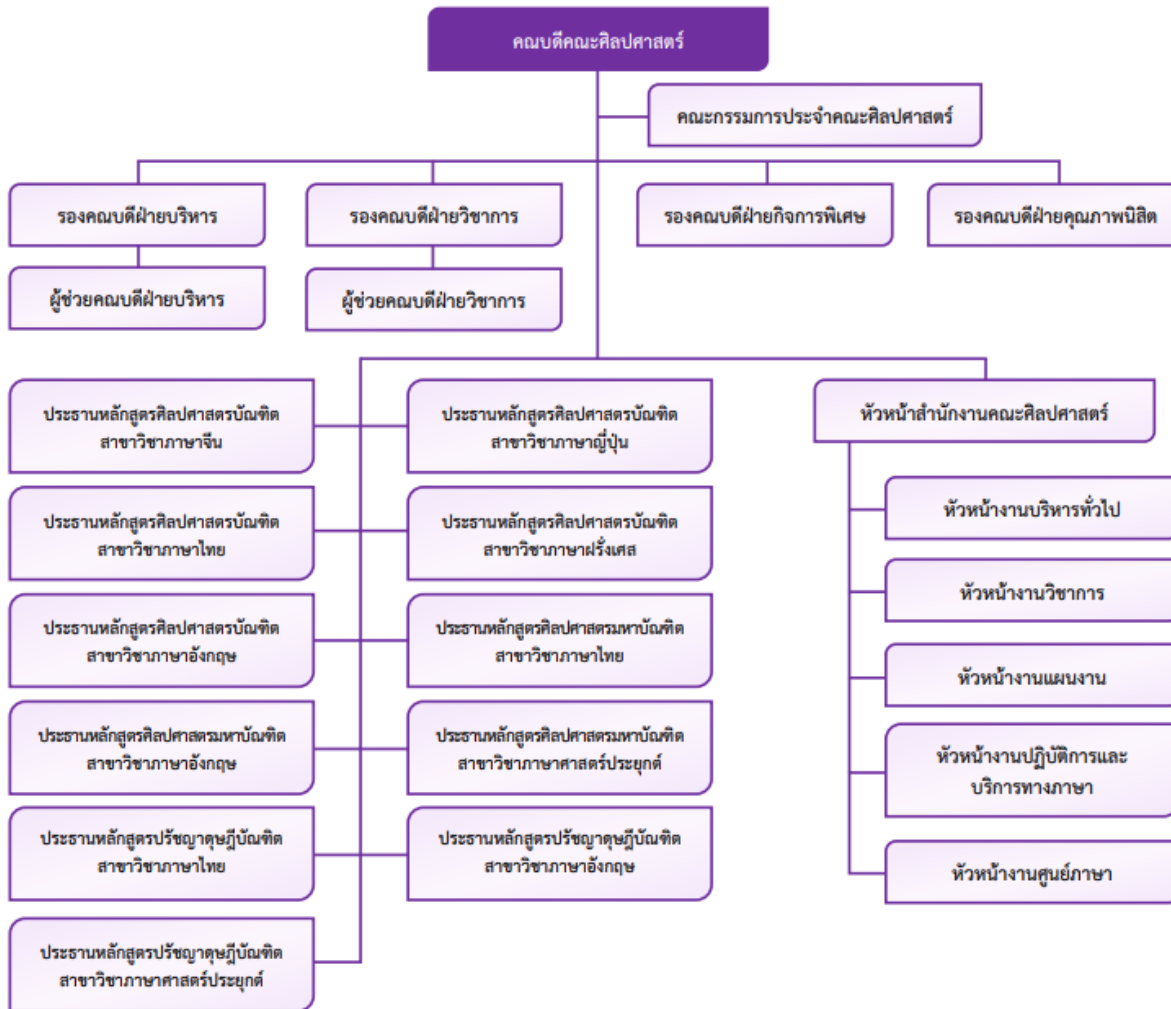 คณบดีคณะศิลปศาสตร์
คณะกรรมการประจำคณะศิลปศาสตร์
รองคณบดีฝ่ายบริหาร
รองคณบดีฝ่ายวิชาการ
รองคณบดีฝ่ายกิจการพิเศษ
รองคณบดีฝ่ายคุณภาพนิสิต
ผู้ช่วยคณบดีฝ่ายบริหาร
ผู้ช่วยคณบดีฝ่ายวิชาการ
ประธานหลักสูตรศิลปศาสตรบัณฑิต
สาขาวิชาภาษาจีน
ประธานหลักสูตรศิลปศาสตรบัณฑิต
สาขาวิชาภาษาญี่ปุ่น
ประธานหลักสูตรศิลปศาสตรบัณฑิต
สาขาวิชาภาษาไทย
ประธานหลักสูตรศิลปศาสตรบัณฑิต
สาขาวิชาภาษาฝรั่งเศส
ประธานหลักสูตรศิลปศาสตรบัณฑิต
สาขาวิชาภาษาอังกฤษ
ประธานหลักสูตรศิลปศาสตรมหาบัณฑิต
สาขาวิชาภาษาไทย
ประธานหลักสูตรศิลปศาสตรมหาบัณฑิต
สาขาวิชาภาษาอังกฤษ
ประธานหลักสูตรศิลปศาสตรมหาบัณฑิต
สาขาวิชาภาษาศาสตร์ประยุกต์
ประธานหลักสูตรปรัชญาดุษฎีบัณฑิต
สาขาวิชาภาษาไทย
ประธานหลักสูตรปรัชญาดุษฎีบัณฑิต
สาขาวิชาภาษาอังกฤษ
ประธานหลักสูตรปรัชญาดุษฎีบัณฑิต
สาขาวิชาภาษาศาสตร์ประยุกต์
หัวหน้าสำนักงานคณะศิลปศาสตร์
หัวหน้างานบริหารทั่วไป
หัวหน้างานวิชาการ
หัวหน้างานแผนงาน
หัวหน้างานปฏิบัติการและ
บริการทางภาษา
หัวหน้างานศูนย์ภาษา